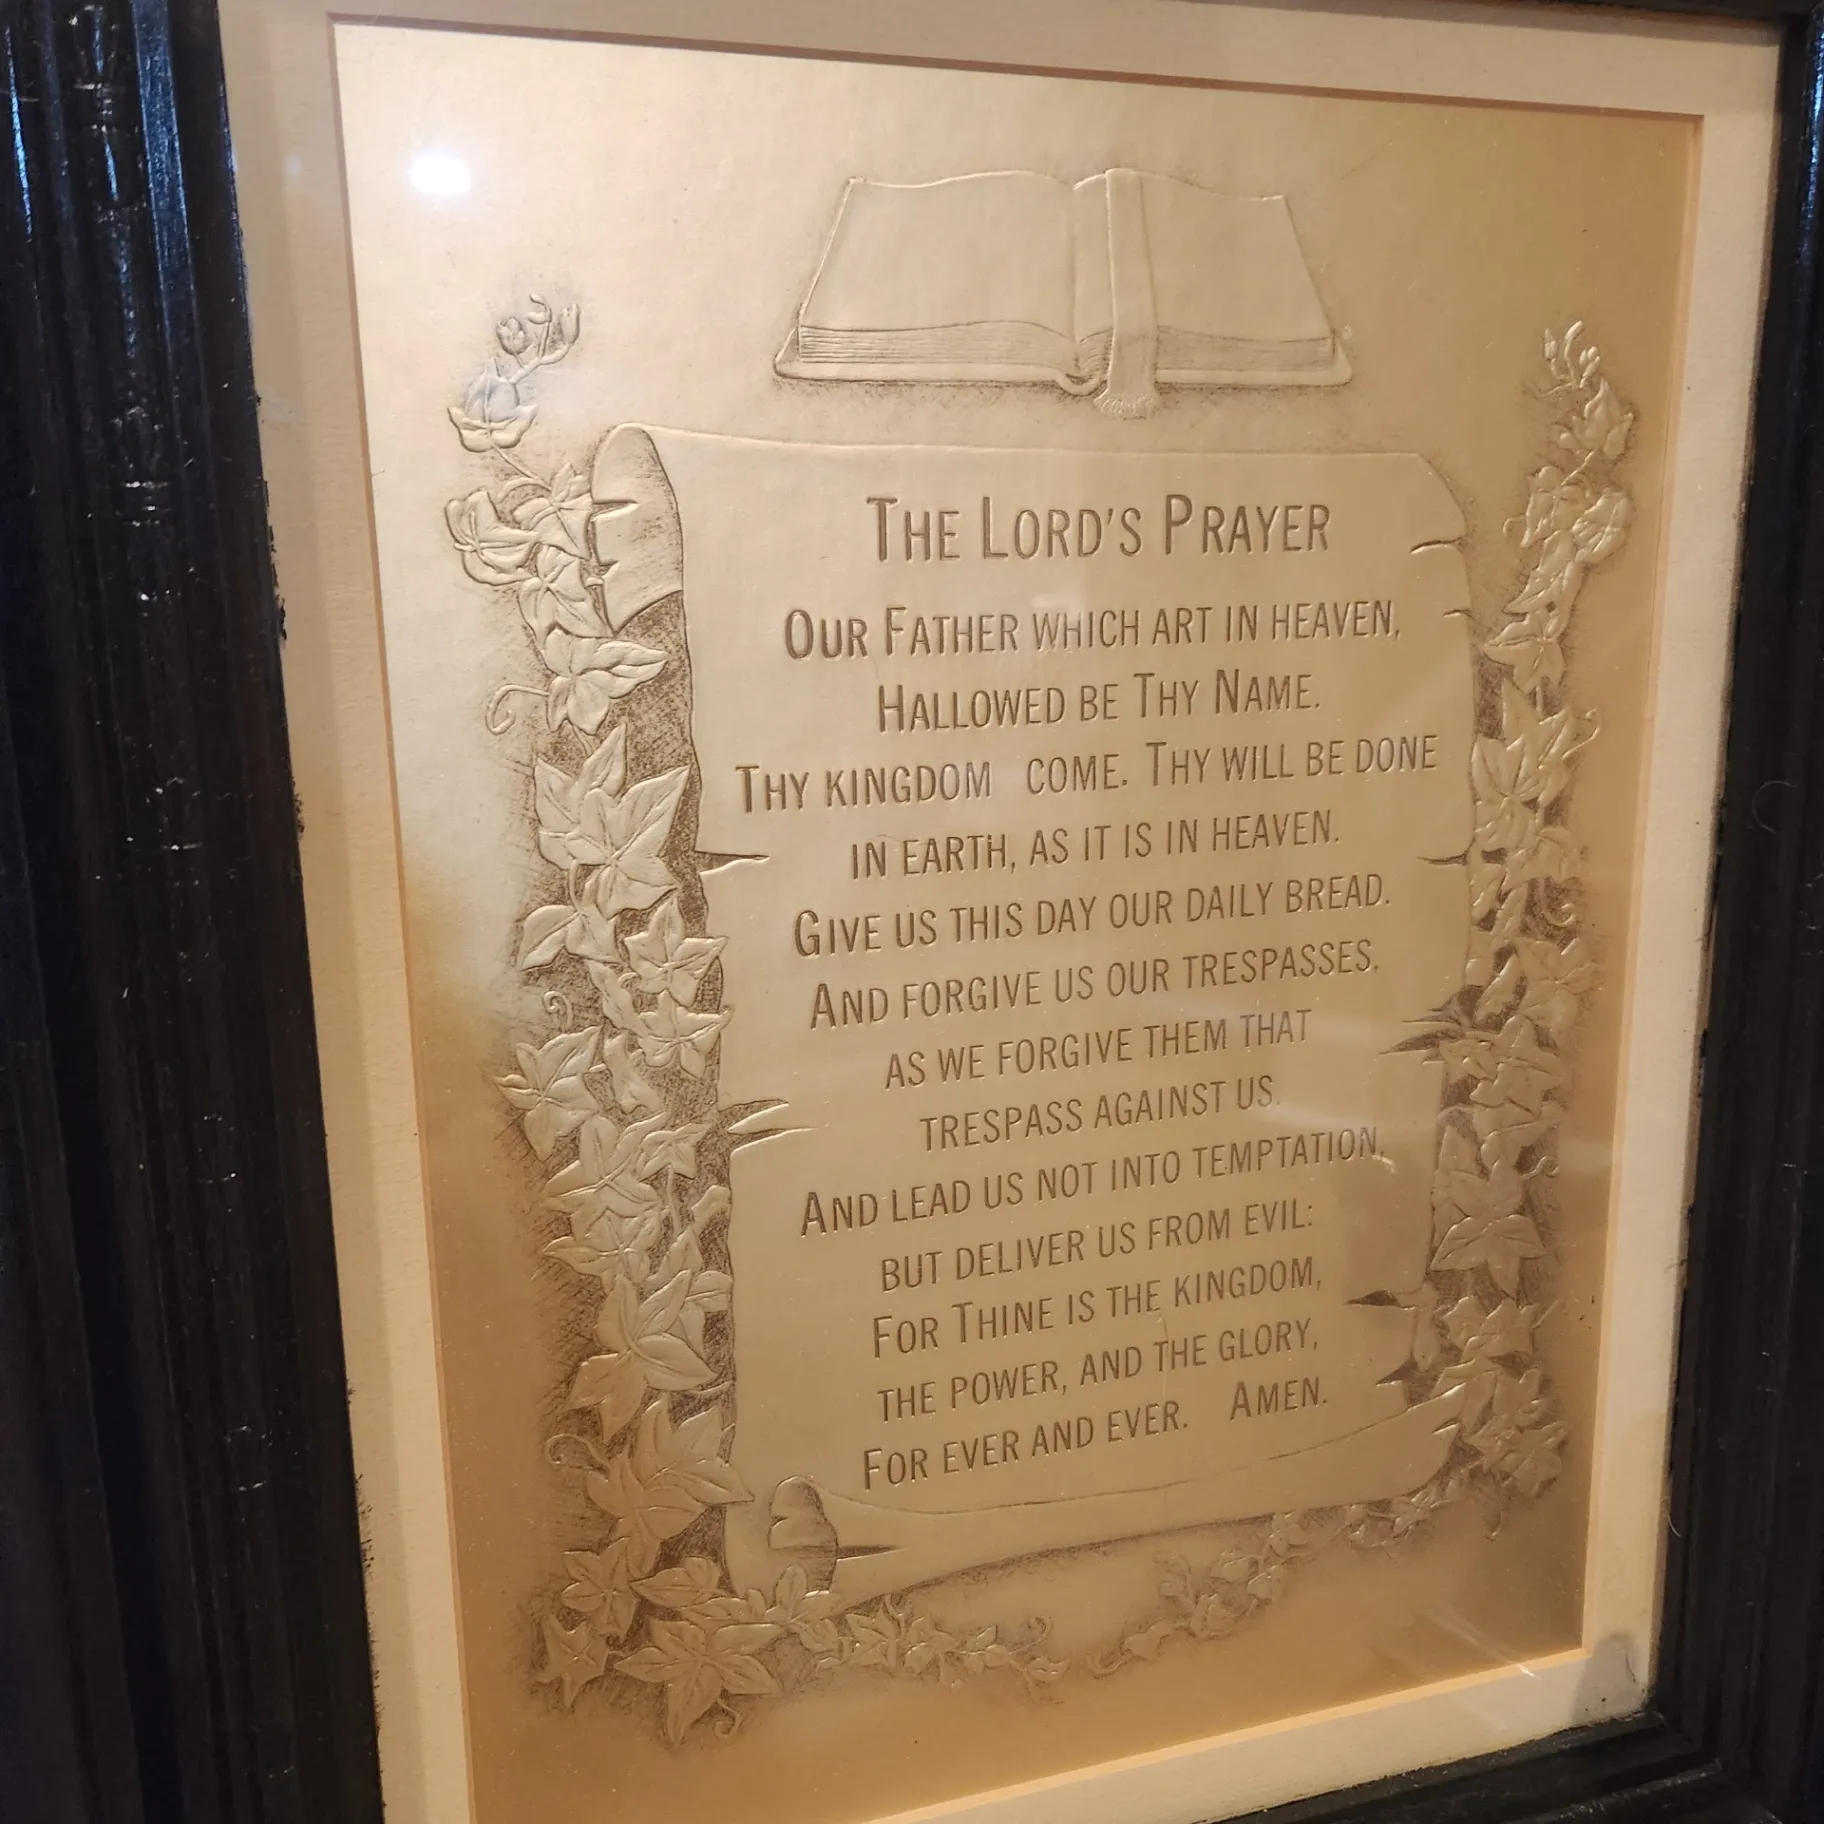 THE LORD'S PRAYER
OUR FATHER WHICH ART IN HEAVEN,
HALLOWED BE THY NAME.
THY KINGDOM COME. THY WILL BE DONE
IN EARTH, AS IT IS IN HEAVEN.
GIVE US THIS DAY OUR DAILY BREAD.
AND FORGIVE US OUR TRESPASSES,
AS WE FORGIVE THEM THAT
TRESPASS AGAINST US.
AND LEAD US NOT INTO TEMPTATION,
BUT DELIVER US FROM EVIL:
FOR THINE IS THE KINGDOM,
THE POWER, AND THE GLORY,
FOR EVER AND EVER. AMEN.